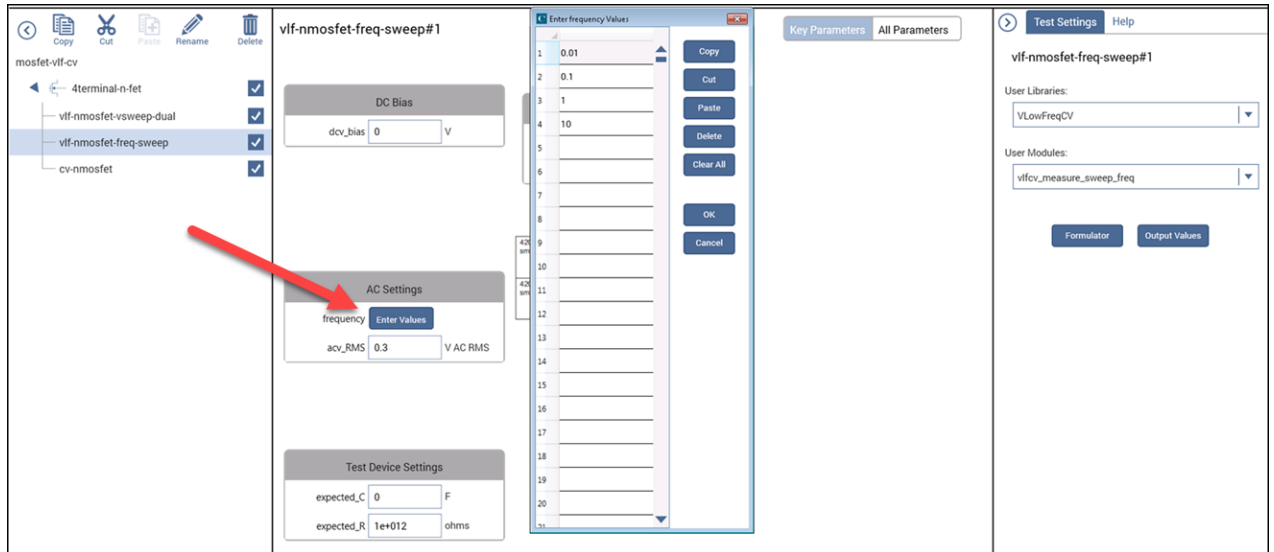 Copy
Cut
Paste
Rename
Delete
mosfet-vlf-cv
4terminal-n-fet
vlf-nmosfet-vsweep-dual
vlf-nmosfet-freq-sweep
cv-nmosfet
vlf-nmosfet-freq-sweep#1
DC Bias
dcv_bias 0 V
AC Settings
frequency Enter Values
acv_RMS 0.3 V AC RMS
Test Device Settings
expected_C 0 F
expected_R 1e+012 ohms
420
sm
420
sm
Enter frequency Values
1 0.01
2 0.1
3 1
4 10
5
6
7
8
9
10
11
12
13
14
15
16
17
18
19
20
21
Copy
Cut
Paste
Delete
Clear All
OK
Cancel
Key Parameters All Parameters
Test Settings Help
vlf-nmosfet-freq-sweep#1
User Libraries:
VLowFreqCV
User Modules:
vlfcv_measure_sweep_freq
Formulator Output Values